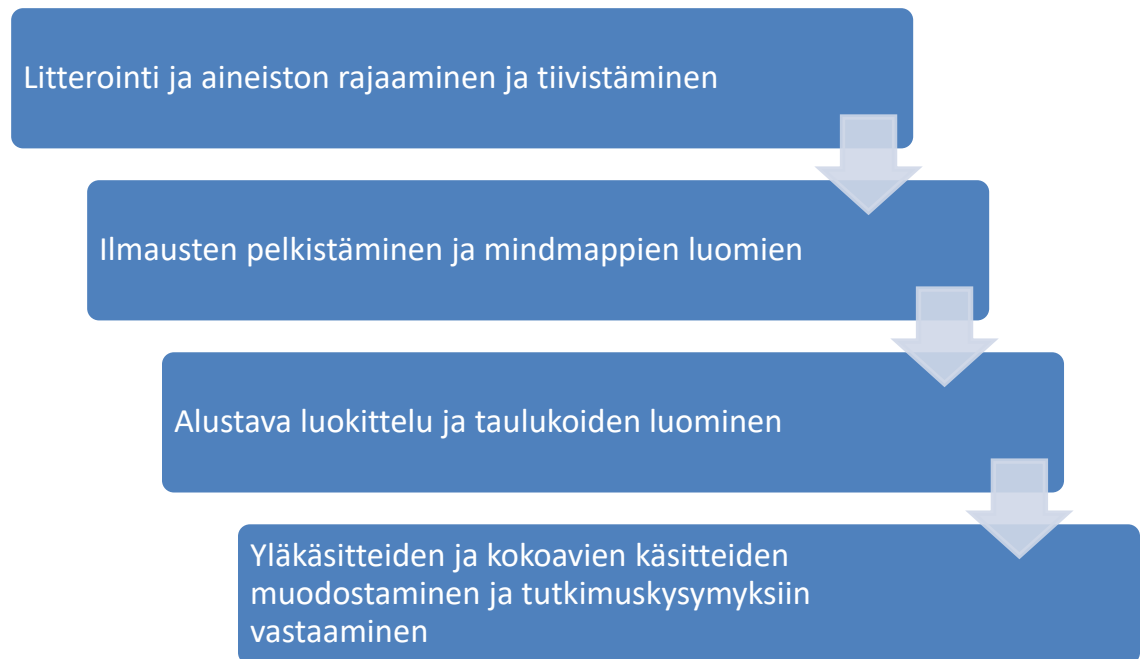 Litterointi ja aineiston rajaaminen ja tiivistäminen
Ilmausten pelkistäminen ja mindmappien luomien
Alustava luokittelu ja taulukoiden luominen
Yläkäsitteiden ja kokoavien käsitteiden
muodostaminen ja tutkimuskysymyksiin
vastaaminen